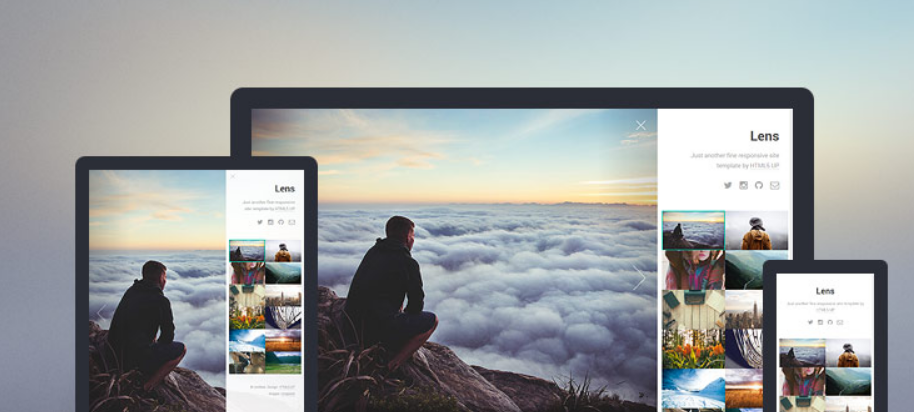 Lens
Just another fine responsive site
template by HTML5 UP
Lens
Just another fine responsive
site template by HTML5 UP
Lens
Just another fine responsive site template by
HTML5 UP